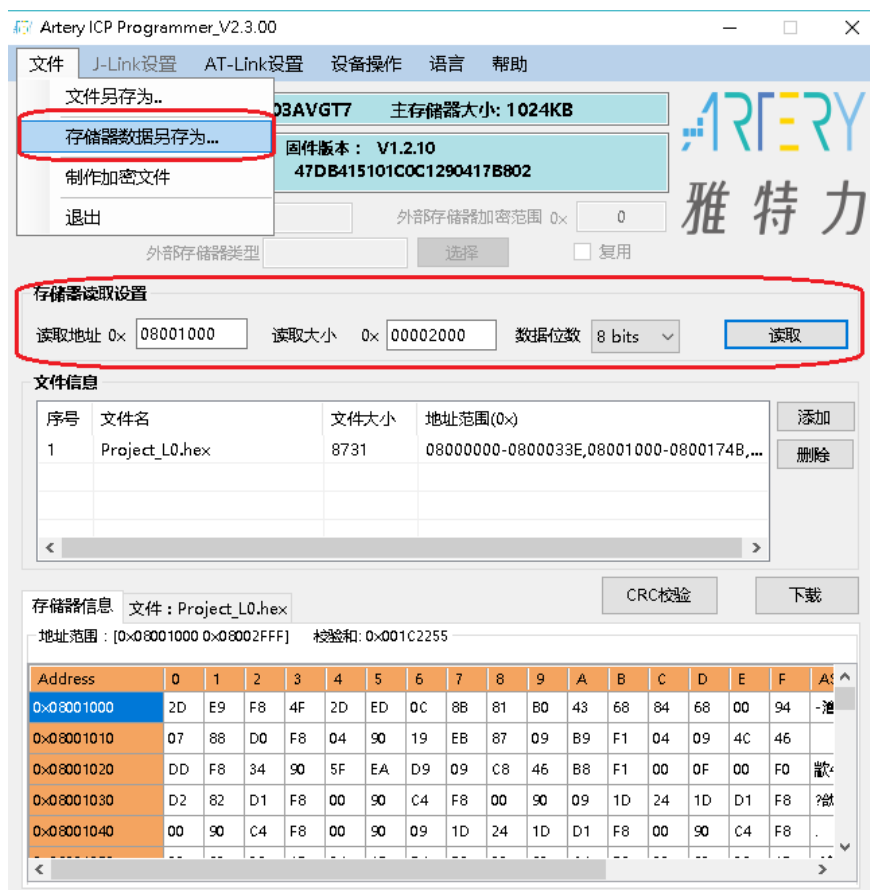 Artery ICP Programmer_V2.3.00
文件 J-Link设置 AT-Link设置 设备操作 语言 帮助
文件另存为..
存储器数据另存为...
制作加密文件
退出
03AVGT7 主存储器大小: 1024KB
固件版本： V1.2.10
47DB415101C0C1290417B802
ARTERY
雅特力
外部存储器加密范围 0x 0
外部存储器类型 选择 复用
存储器读取设置
读取地址 0x 08001000 读取大小 0x 00002000 数据位数 8 bits 读取
文件信息
序号 文件名 文件大小 地址范围(0x) 添加
1 Project_L0.hex 8731 08000000-0800033E,08001000-0800174B,... 删除
CRC校验 下载
存储器信息 文件 : Project_L0.hex
地址范围 : [0x08001000 0x08002FFF] 校验和: 0x001C2255
Address 0 1 2 3 4 5 6 7 8 9 A B C D E F
0x08001000 2D E9 F8 4F 2D ED 0C 8B 81 B0 43 68 84 68 00 94
0x08001010 07 88 D0 F8 04 90 19 EB 87 09 B9 F1 04 09 4C 46
0x08001020 DD F8 34 90 5F EA D9 09 C8 46 B8 F1 00 0F 00 F0
0x08001030 D2 82 D1 F8 00 90 C4 F8 00 90 09 1D 24 1D D1 F8
0x08001040 00 90 C4 F8 00 90 09 1D 24 1D D1 F8 00 90 C4 F8 .